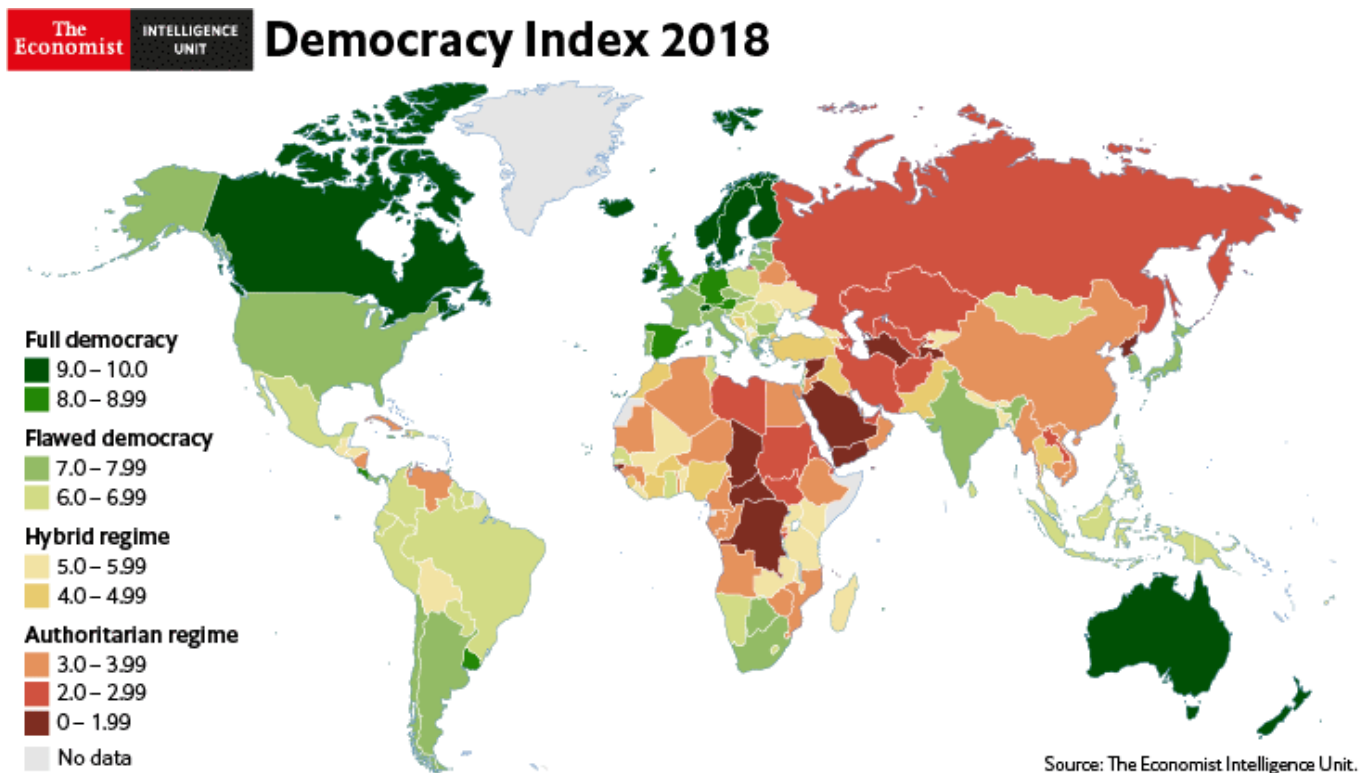 The
Economist
INTELLIGENCE
UNIT
Democracy Index 2018
Full democracy
9.0 – 10.0
8.0 – 8.99
Flawed democracy
7.0 – 7.99
6.0 – 6.99
Hybrid regime
5.0 – 5.99
4.0 – 4.99
Authoritarian regime
3.0 – 3.99
2.0 – 2.99
0 – 1.99
No data
Source: The Economist Intelligence Unit.